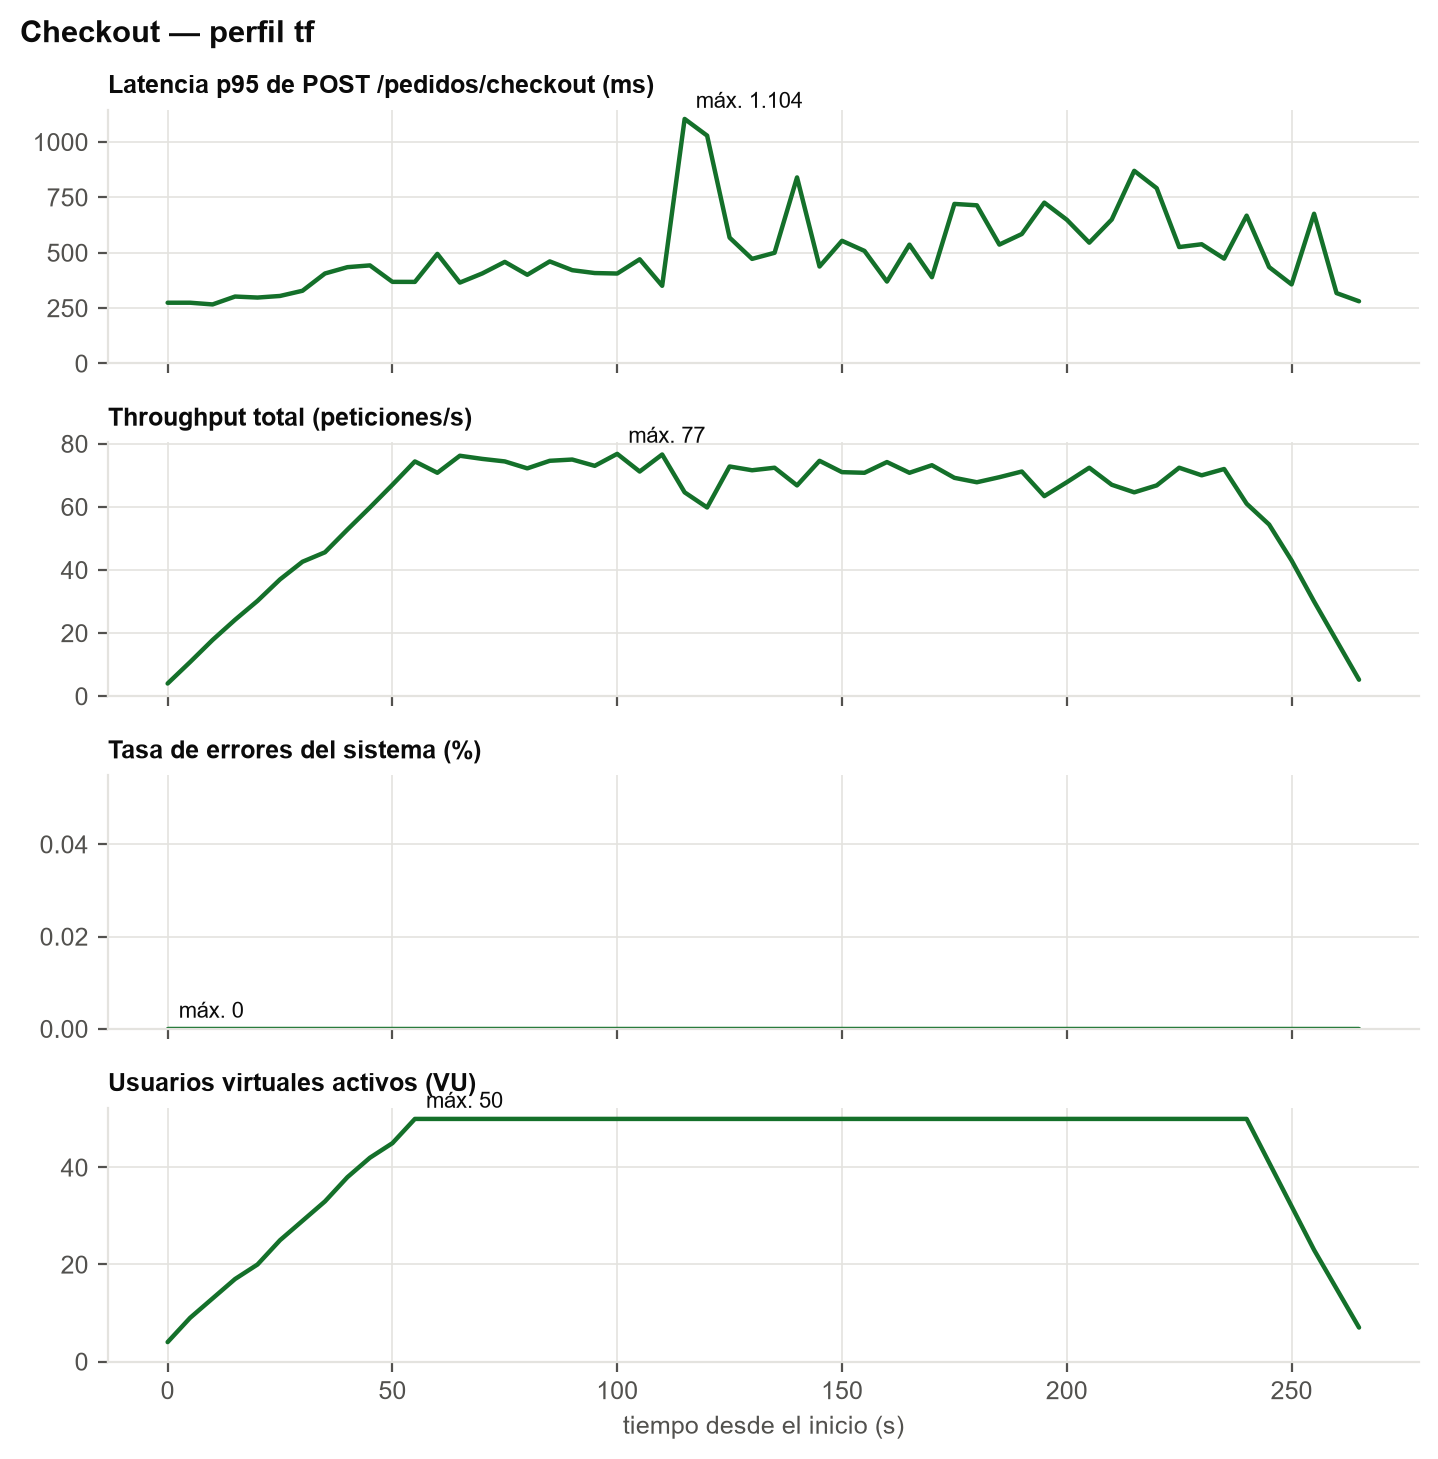 Checkout — perfil tf
Latencia p95 de POST /pedidos/checkout (ms)
máx. 1.104
1000
750
500
250
0
Throughput total (peticiones/s)
máx. 77
80
60
40
20
0
Tasa de errores del sistema (%)
0.04
0.02
máx. 0
0.00
Usuarios virtuales activos (VU)
máx. 50
40
20
0
0 50 100 150 200 250
tiempo desde el inicio (s)